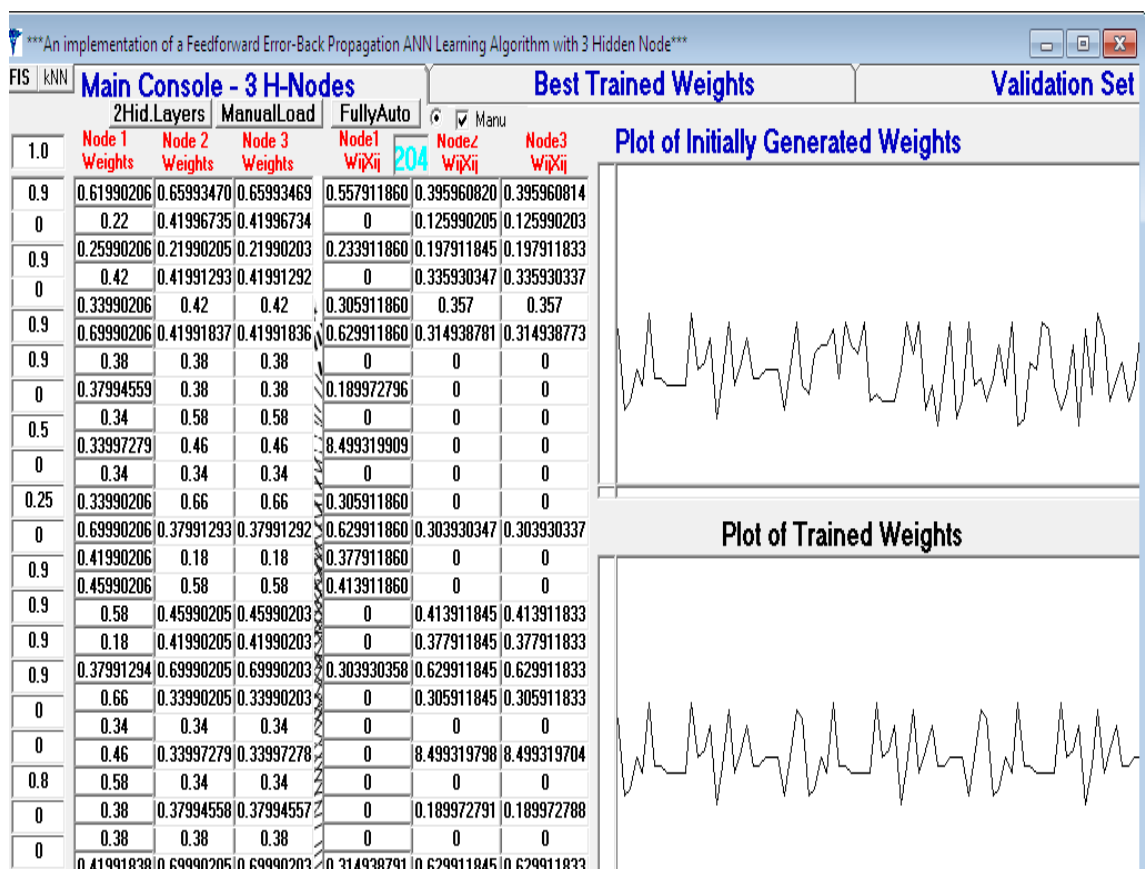 ***An implementation of a Feedforward Error-Back Propagation ANN Learning Algorithm with 3 Hidden Node***
FIS kNN Main Console - 3 H-Nodes Best Trained Weights Validation Set
2Hid.Layers ManualLoad FullyAuto Manu
Node 1 Node 2 Node 3 Node1 Node2 Node3
Weights Weights Weights WijXij 204 WijXij WijXij
Plot of Initially Generated Weights
1.0
0.9
0
0.9
0
0.9
0.9
0
0.5
0
0.25
0
0.9
0.9
0.9
0.9
0
0
0.8
0
0
0.61990206 0.65993470 0.65993469 0.557911860 0.395960820 0.395960814
0.22 0.41996735 0.41996734 0 0.125990205 0.125990203
0.25990206 0.21990205 0.21990203 0.233911860 0.197911845 0.197911833
0.42 0.41991293 0.41991292 0 0.335930347 0.335930337
0.33990206 0.42 0.42 0.305911860 0.357 0.357
0.69990206 0.41991837 0.41991836 0.629911860 0.314938781 0.314938773
0.38 0.38 0.38 0 0 0
0.37994559 0.38 0.38 0.189972796 0 0
0.34 0.58 0.58 0 0 0
0.33997279 0.46 0.46 8.499319909 0 0
0.34 0.34 0.34 0 0 0
0.33990206 0.66 0.66 0.305911860 0 0
0.69990206 0.37991293 0.37991292 0.629911860 0.303930347 0.303930337
0.41990206 0.18 0.18 0.377911860 0 0
0.45990206 0.58 0.58 0.413911860 0 0
0.58 0.45990205 0.45990203 0 0.413911845 0.413911833
0.18 0.41990205 0.41990203 0 0.377911845 0.377911833
0.37991294 0.69990205 0.69990203 0.303930358 0.629911845 0.629911833
0.66 0.33990205 0.33990203 0 0.305911845 0.305911833
0.34 0.34 0.34 0 0 0
0.46 0.33997279 0.33997278 0 8.499319798 8.499319704
0.58 0.34 0.34 0 0 0
0.38 0.37994558 0.37994557 0 0.189972791 0.189972788
0.38 0.38 0.38 0 0 0
0.41991838 0.69990205 0.69990203 0.314938791 0.629911845 0.629911833
Plot of Trained Weights